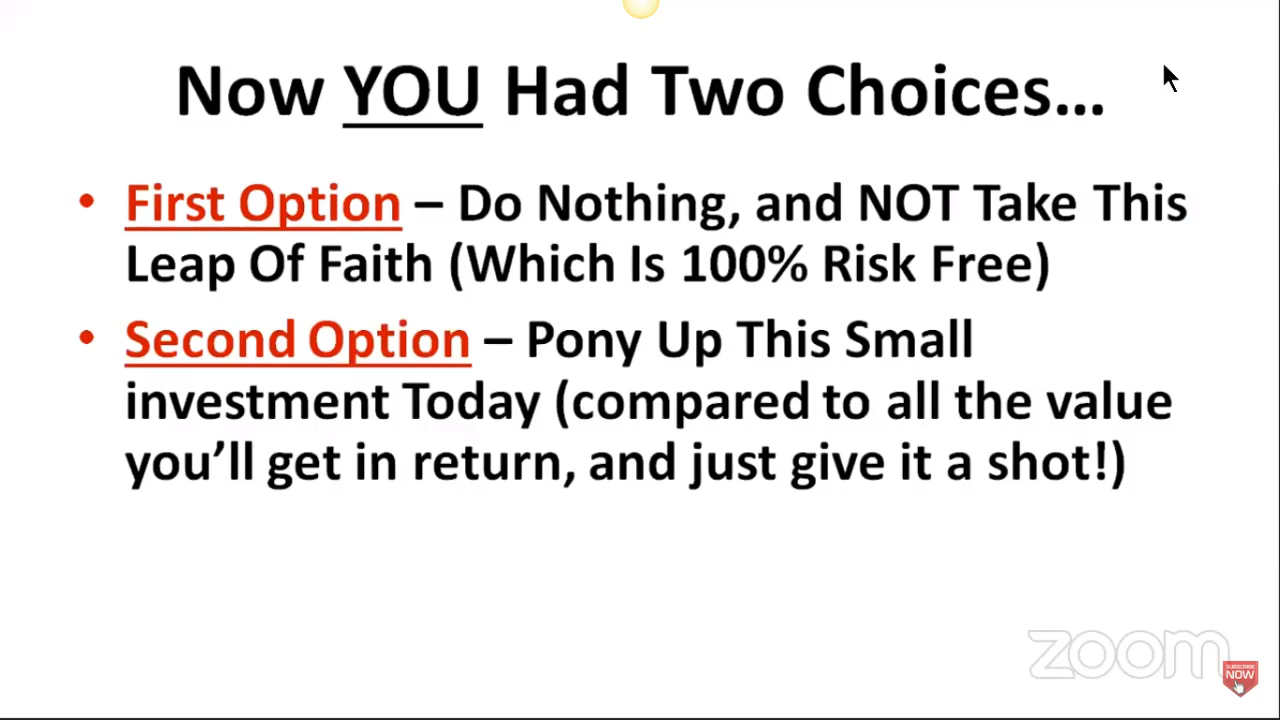 Now YOU Had Two Choices...
• First Option – Do Nothing, and NOT Take This
Leap Of Faith (Which Is 100% Risk Free)
• Second Option – Pony Up This Small
investment Today (compared to all the value
you'll get in return, and just give it a shot!)
zoom
SUBSCRIBE
NOW